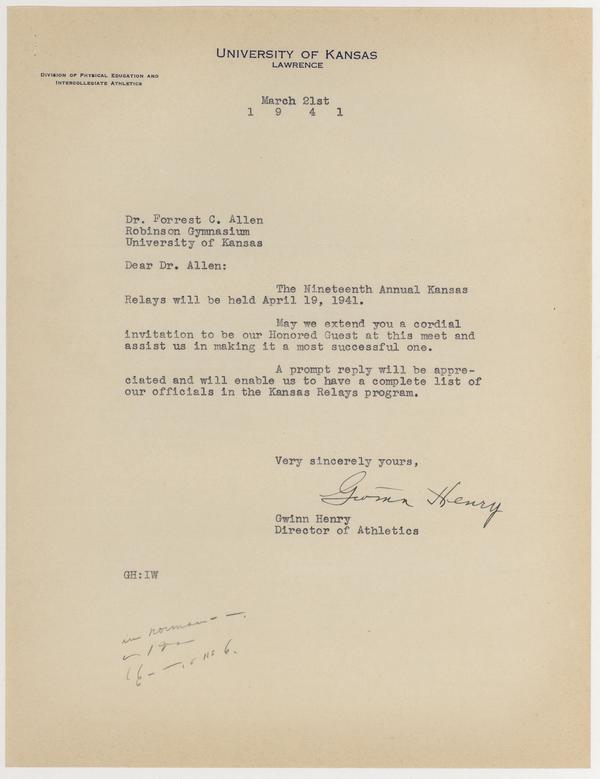 UNIVERSITY OF KANSAS
LAWRENCE
DIVISION OF PHYSICAL EDUCATION AND
INTERCOLLEGIATE ATHLETICS
March 21st
1 9 4 1
Dr. Forrest C. Allen
Robinson Gymnasium
University of Kansas
Dear Dr. Allen:
The Nineteenth Annual Kansas
Relays will be held April 19, 1941.
May we extend you a cordial
invitation to be our Honored Guest at this meet and
assist us in making it a most successful one.
A prompt reply will be appre-
ciated and will enable us to have a complete list of
our officials in the Kansas Relays program.
Very sincerely yours,
Gwinn Henry
Gwinn Henry
Director of Athletics
GH:IW
in norman